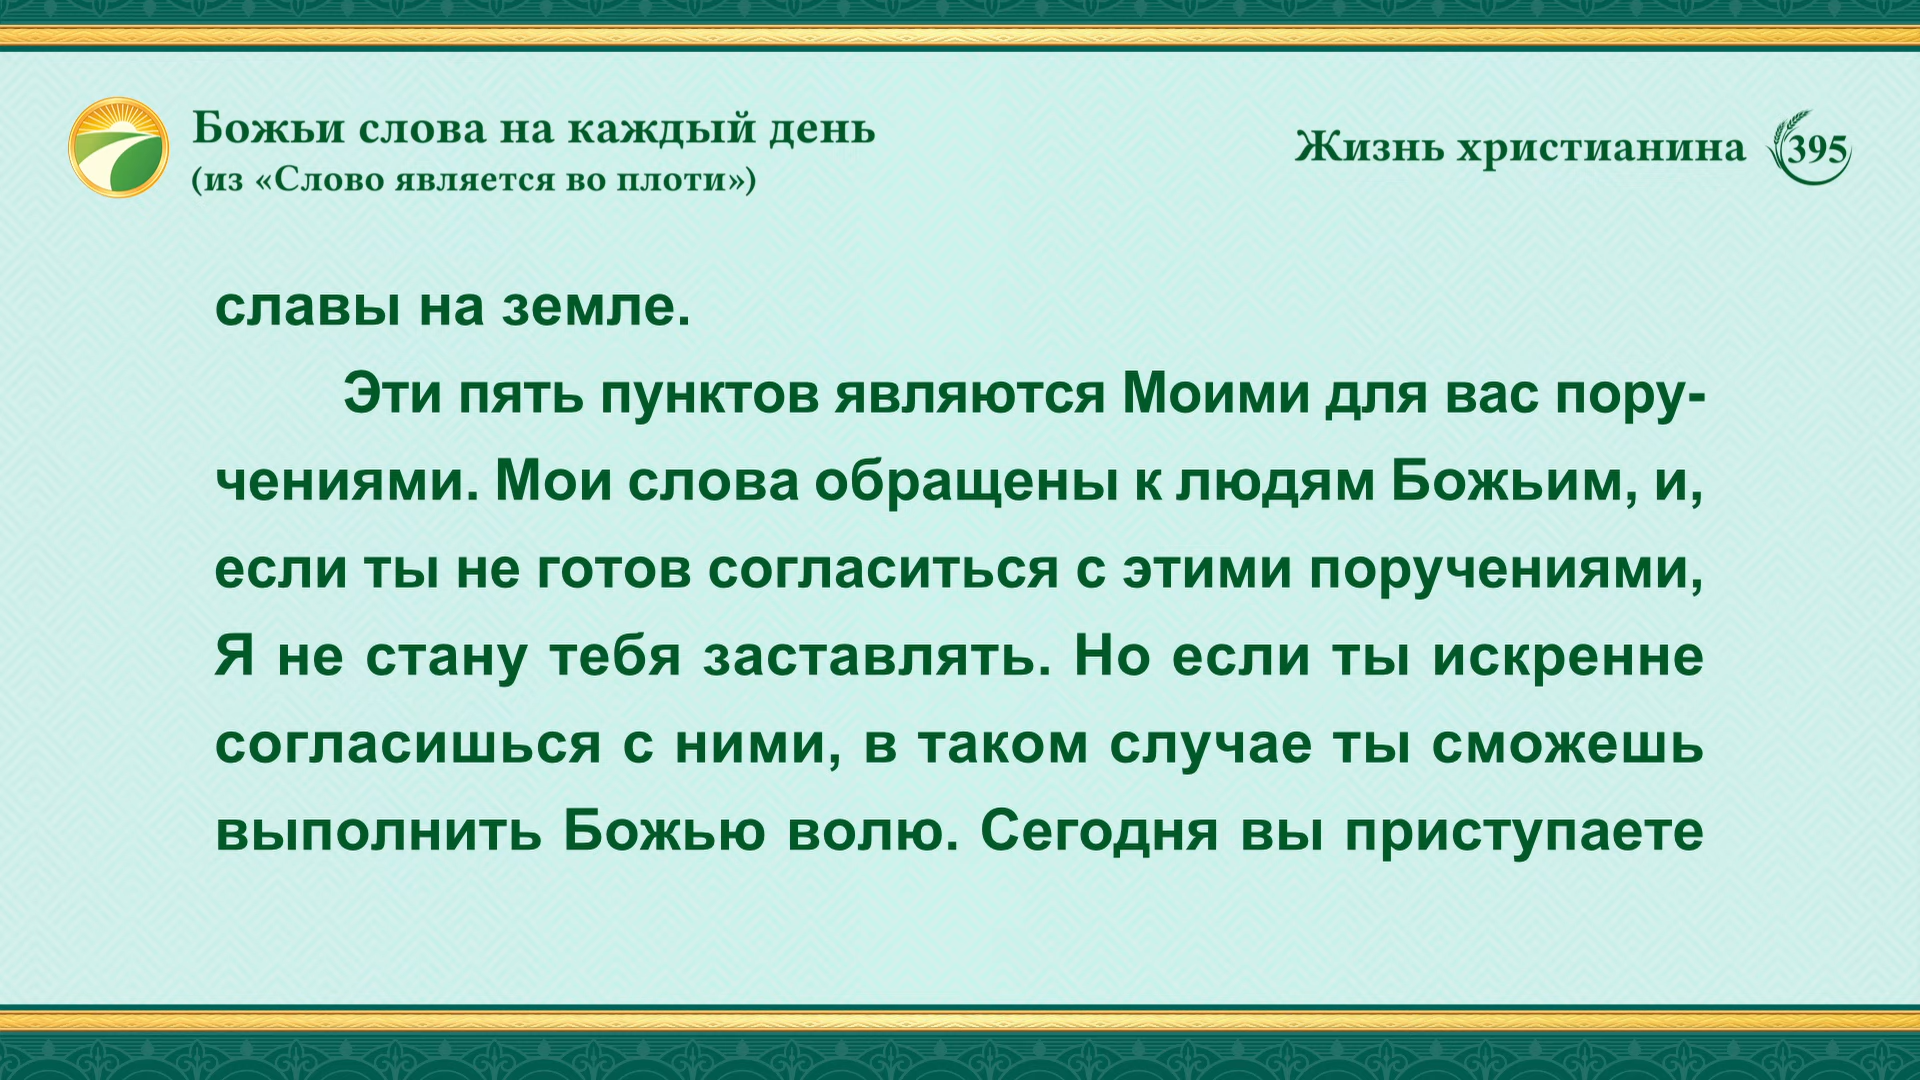 Божьи слова на каждый день
(из «Слово является во плоти»)
Жизнь христианина 395
славы на земле.
Эти пять пунктов являются Моими для вас пору-
чениями. Мои слова обращены к людям Божьим, и,
если ты не готов согласиться с этими поручениями,
Я не стану тебя заставлять. Но если ты искренне
согласишься с ними, в таком случае ты сможешь
выполнить Божью волю. Сегодня вы приступаете